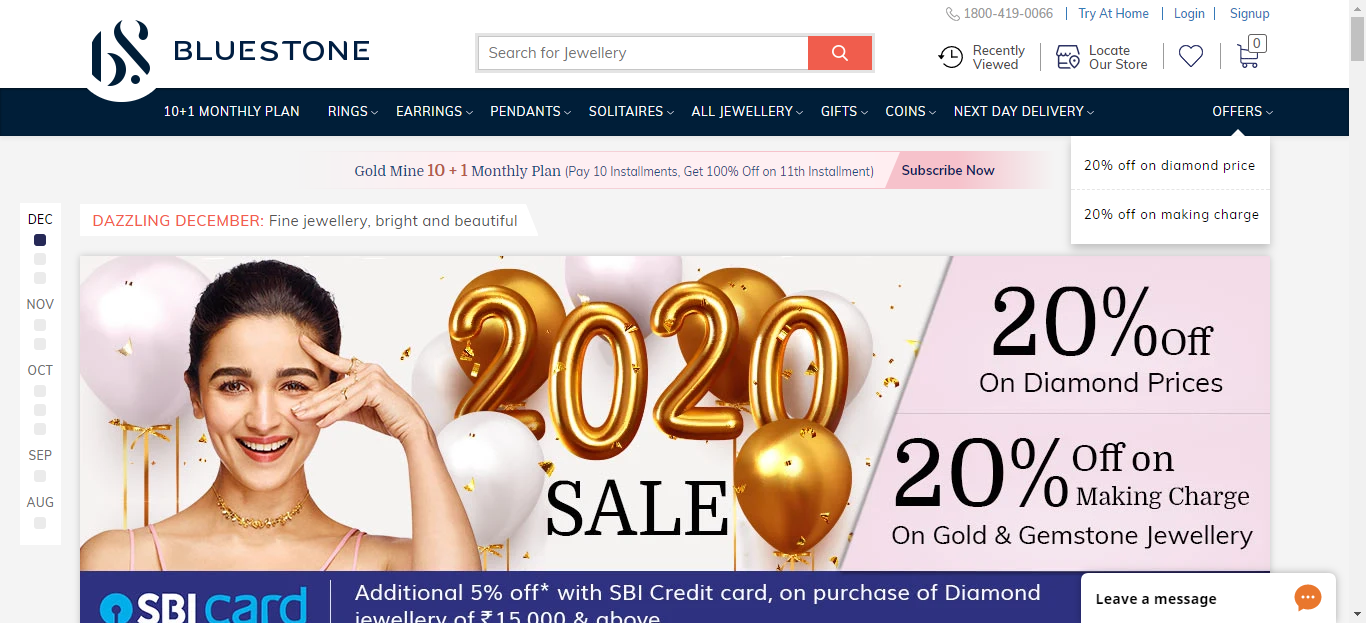 1800-419-0066 | Try At Home | Login | Signup
BLUESTONE
Search for Jewellery
Recently
Viewed
Locate
Our Store
0
10+1 MONTHLY PLAN RINGS EARRINGS PENDANTS SOLITAIRES ALL JEWELLERY GIFTS COINS NEXT DAY DELIVERY OFFERS
20% off on diamond price
20% off on making charge
Gold Mine 10 + 1 Monthly Plan (Pay 10 Installments, Get 100% Off on 11th Installment) Subscribe Now
DAZZLING DECEMBER: Fine jewellery, bright and beautiful
DEC
NOV
OCT
SEP
AUG
2020
SALE
20% Off
On Diamond Prices
20% Off on
Making Charge
On Gold & Gemstone Jewellery
SBI card
Additional 5% off* with SBI Credit card, on purchase of Diamond
jewellery of ₹15,000 & above
Leave a message